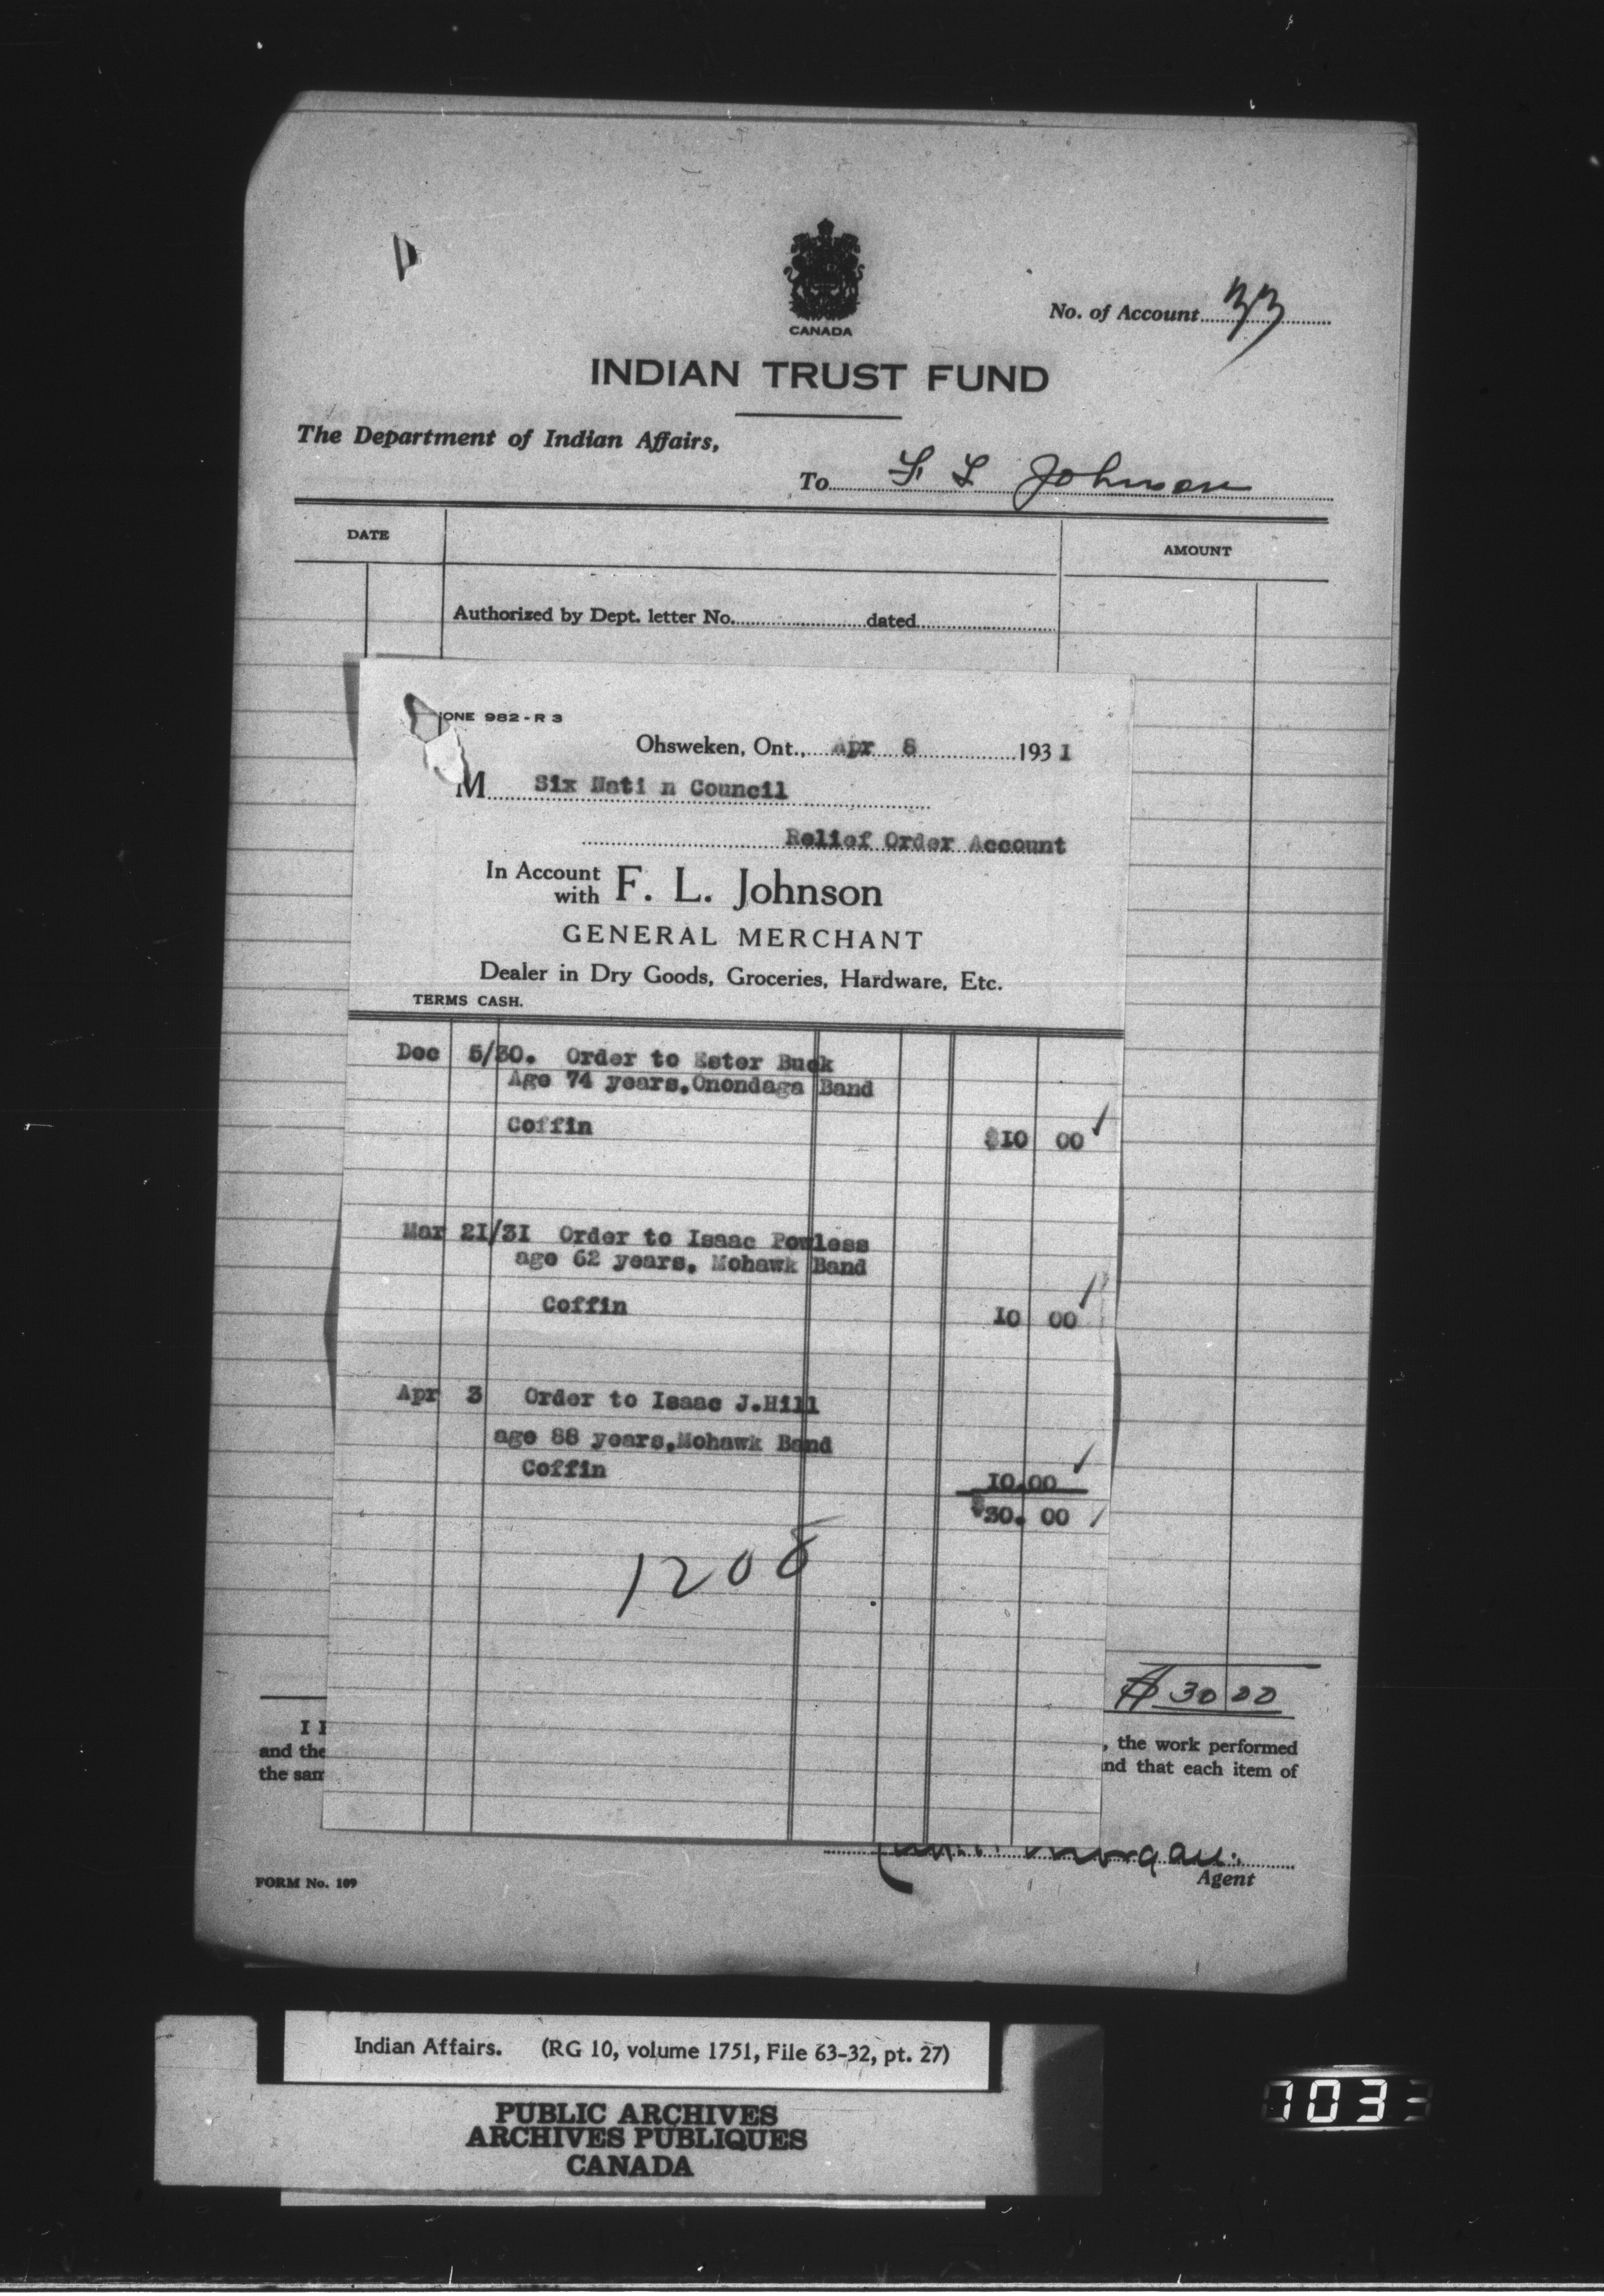 CANADA
No. of Account 33
INDIAN TRUST FUND
The Department of Indian Affairs,
To F L Johnson
DATE
AMOUNT
Authorized by Dept. letter No. dated
ONE 982-R 3
Ohsweken, Ont., Apr 8 1931
M Six Nati n Council
Relief Order Account
In Account
with F. L. Johnson
GENERAL MERCHANT
Dealer in Dry Goods, Groceries, Hardware, Etc.
TERMS CASH.
Dec 5/30. Order to Ester Buck
Age 74 years,Onondaga Band
Coffin $10 00
Mar 21/31 Order to Isaac Powless
age 62 years, Mohawk Band
Coffin 10 00
Apr 3 Order to Isaac J.Hill
age 88 years,Mohawk Band
Coffin 10.00
$30. 00
1208
$ 30 00
I
and the , the work performed
the sam nd that each item of
Morgan.
Agent
FORM No. 109
Indian Affairs. (RG 10, volume 1751, File 63-32, pt. 27)
PUBLIC ARCHIVES
ARCHIVES PUBLIQUES
CANADA
1033